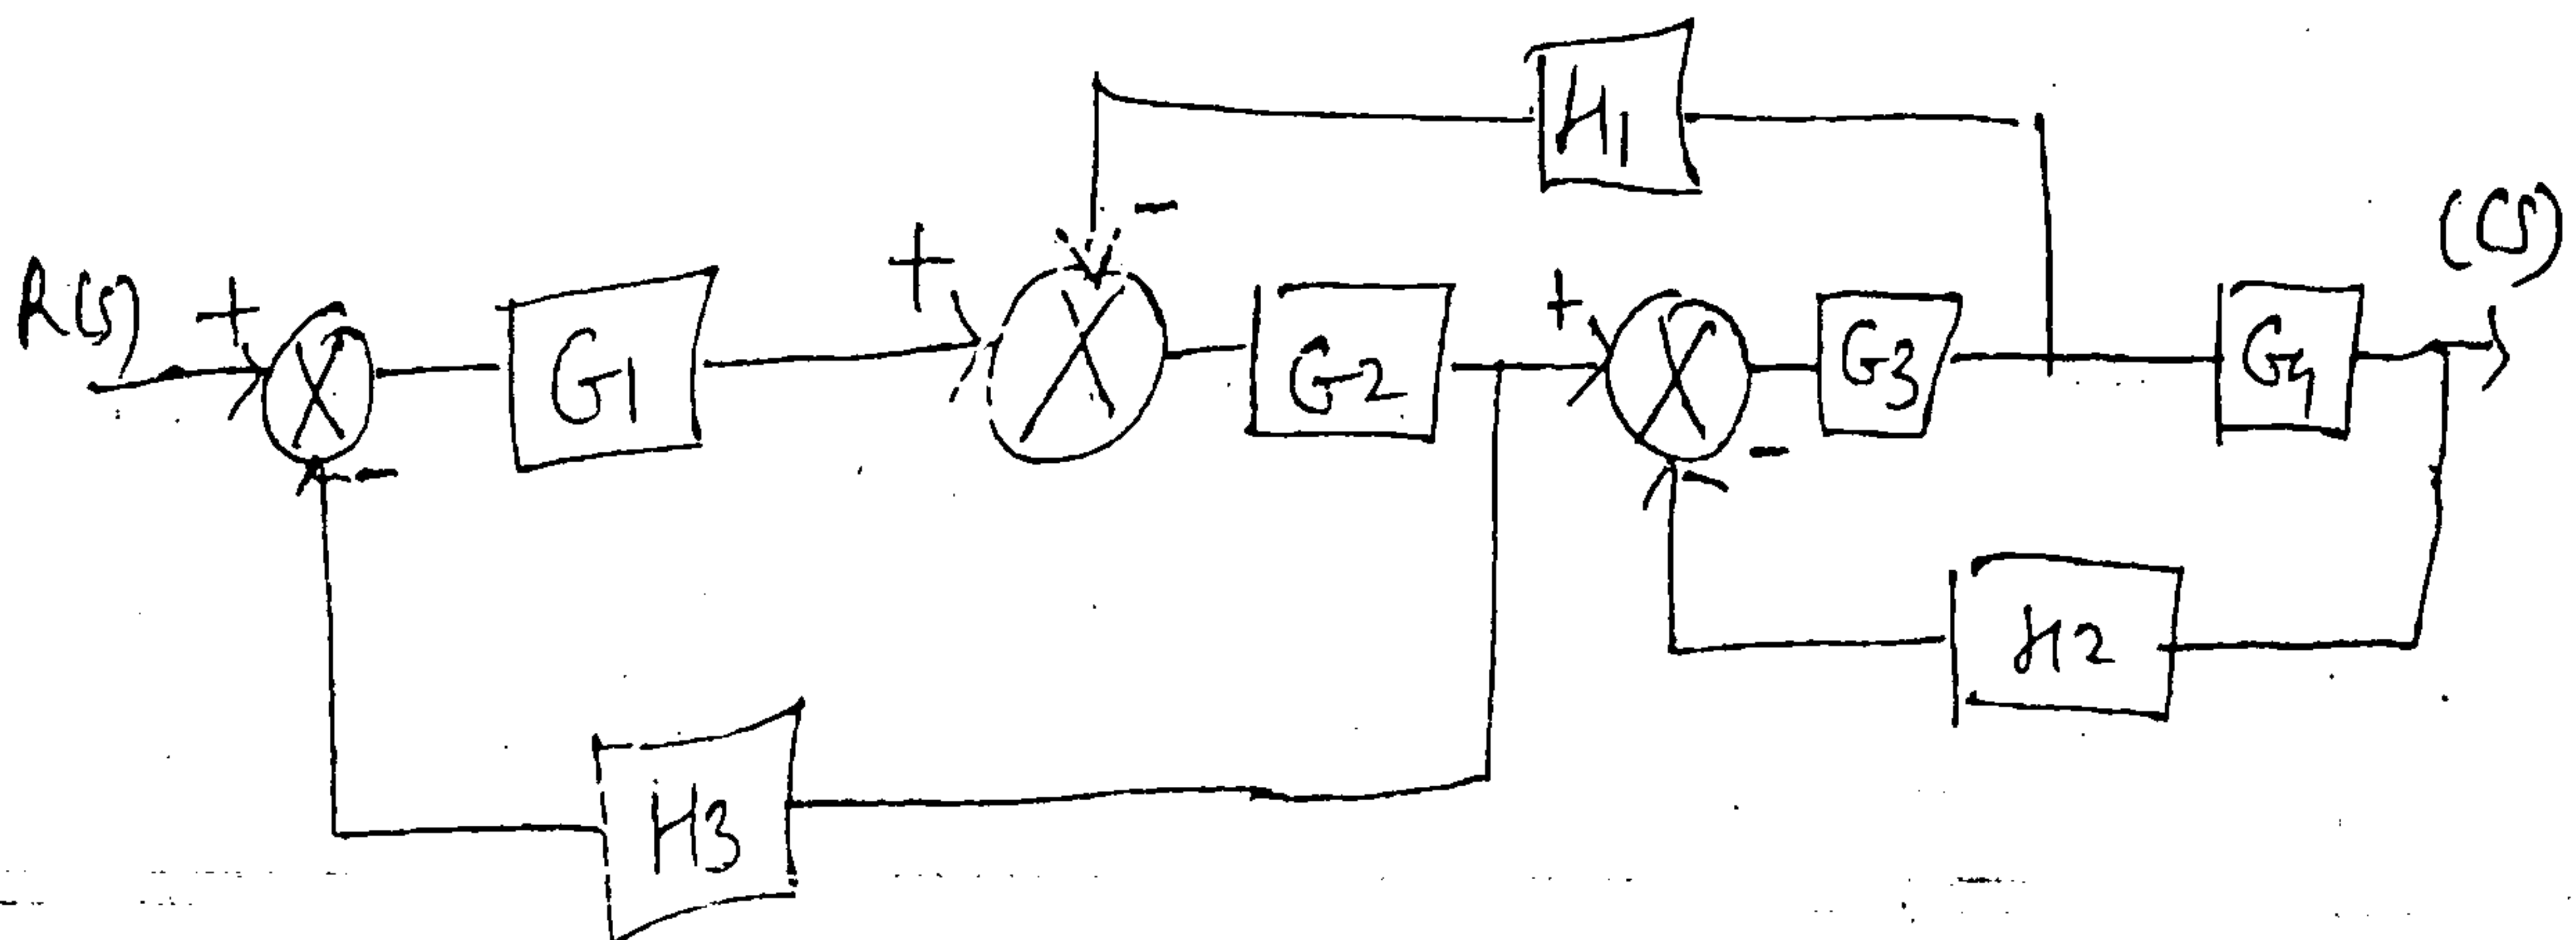 H1
R(s)
+
G1
+
-
G2
+
G3
G4
C(S)
-
-
H2
H3